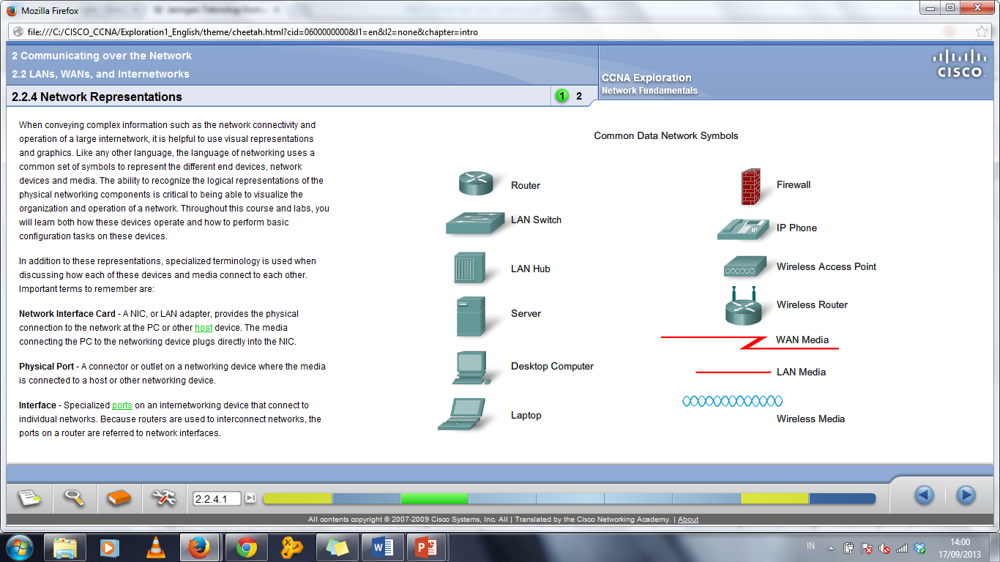 Mozilla Firefox
file:///C:/CISCO_CCNA/Exploration1_English/theme/cheetah.html?cid=0600000000&l1=en&l2=none&chapter=intro
2 Communicating over the Network
2.2 LANs, WANs, and Internetworks
CCNA Exploration
Network Fundamentals
CISCO
2.2.4 Network Representations
1 2
When conveying complex information such as the network connectivity and
operation of a large internetwork, it is helpful to use visual representations
and graphics. Like any other language, the language of networking uses a
common set of symbols to represent the different end devices, network
devices and media. The ability to recognize the logical representations of the
physical networking components is critical to being able to visualize the
organization and operation of a network. Throughout this course and labs, you
will learn both how these devices operate and how to perform basic
configuration tasks on these devices.
In addition to these representations, specialized terminology is used when
discussing how each of these devices and media connect to each other.
Important terms to remember are:
Network Interface Card - A NIC, or LAN adapter, provides the physical
connection to the network at the PC or other host device. The media
connecting the PC to the networking device plugs directly into the NIC.
Physical Port - A connector or outlet on a networking device where the media
is connected to a host or other networking device.
Interface - Specialized ports on an internetworking device that connect to
individual networks. Because routers are used to interconnect networks, the
ports on a router are referred to network interfaces.
Common Data Network Symbols
Router
LAN Switch
LAN Hub
Server
Desktop Computer
Laptop
Firewall
IP
IP Phone
Wireless Access Point
Wireless Router
WAN Media
LAN Media
Wireless Media
2.2.4.1
All contents copyright © 2007-2009 Cisco Systems, Inc. All | Translated by the Cisco Networking Academy. | About
IN
14:00
17/09/2013